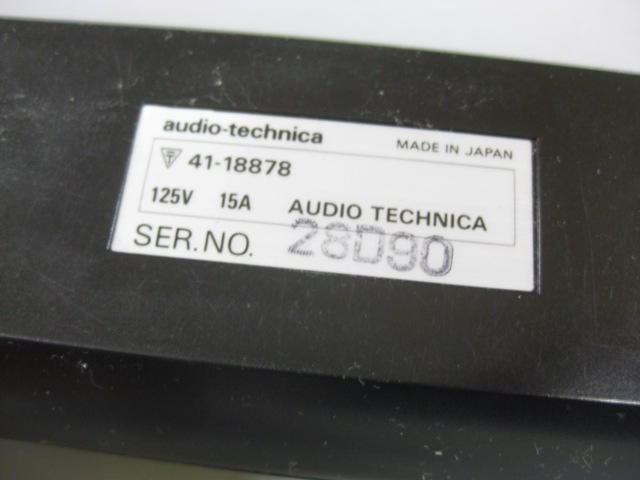 audio-technica MADE IN JAPAN
41-18878
125V 15A AUDIO TECHNICA
SER. NO. 28D90